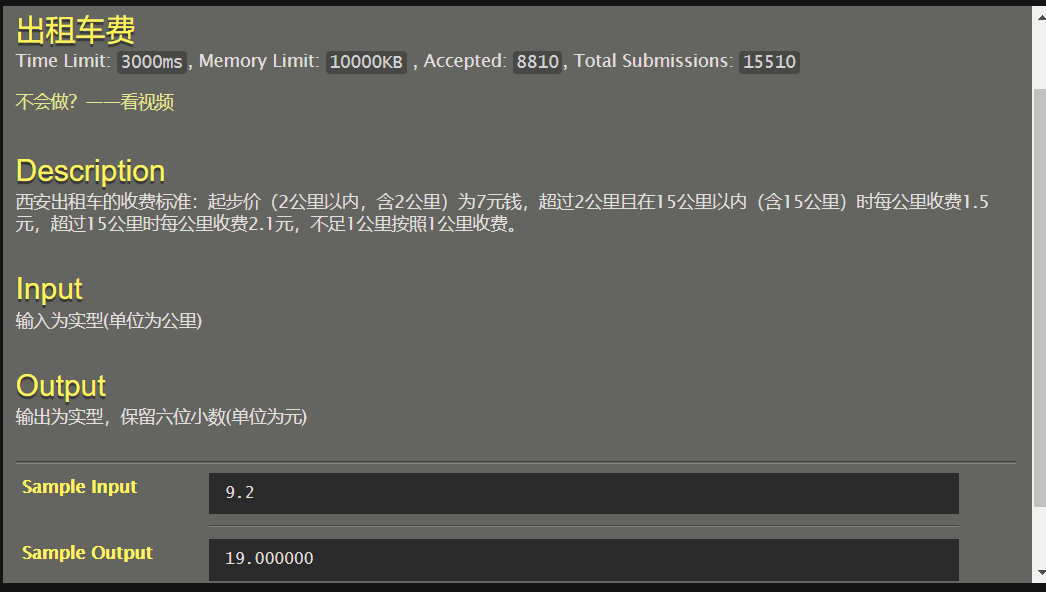 出租车费
Time Limit: 3000ms, Memory Limit: 10000KB , Accepted: 8810, Total Submissions: 15510
不会做？——看视频
Description
西安出租车的收费标准：起步价（2公里以内，含2公里）为7元钱，超过2公里且在15公里以内（含15公里）时每公里收费1.5
元，超过15公里时每公里收费2.1元，不足1公里按照1公里收费。
Input
输入为实型(单位为公里)
Output
输出为实型，保留六位小数(单位为元)
Sample Input
9.2
Sample Output
19.000000